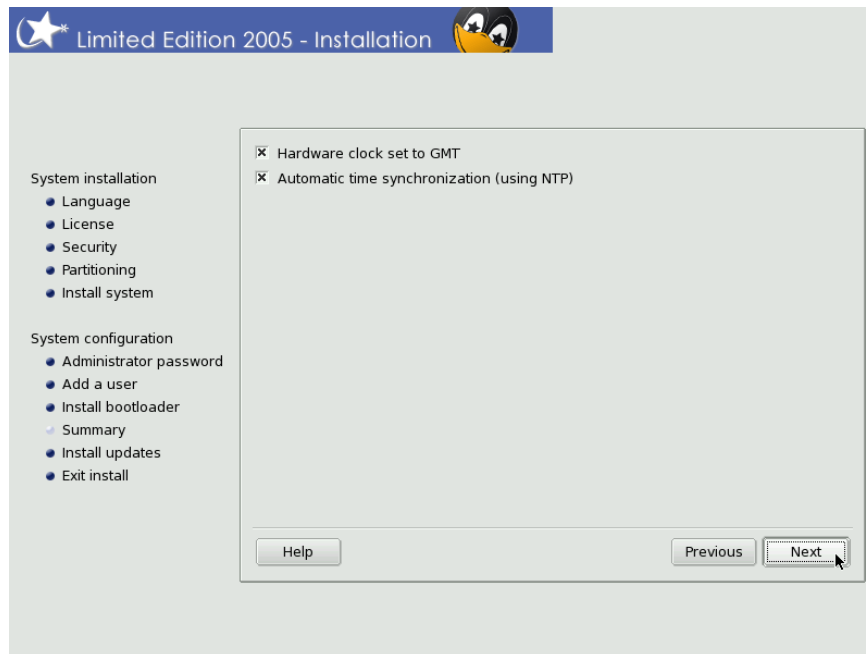 Limited Edition 2005 - Installation
System installation
Language
License
Security
Partitioning
Install system
System configuration
Administrator password
Add a user
Install bootloader
Summary
Install updates
Exit install
Hardware clock set to GMT
Automatic time synchronization (using NTP)
Help
Previous
Next